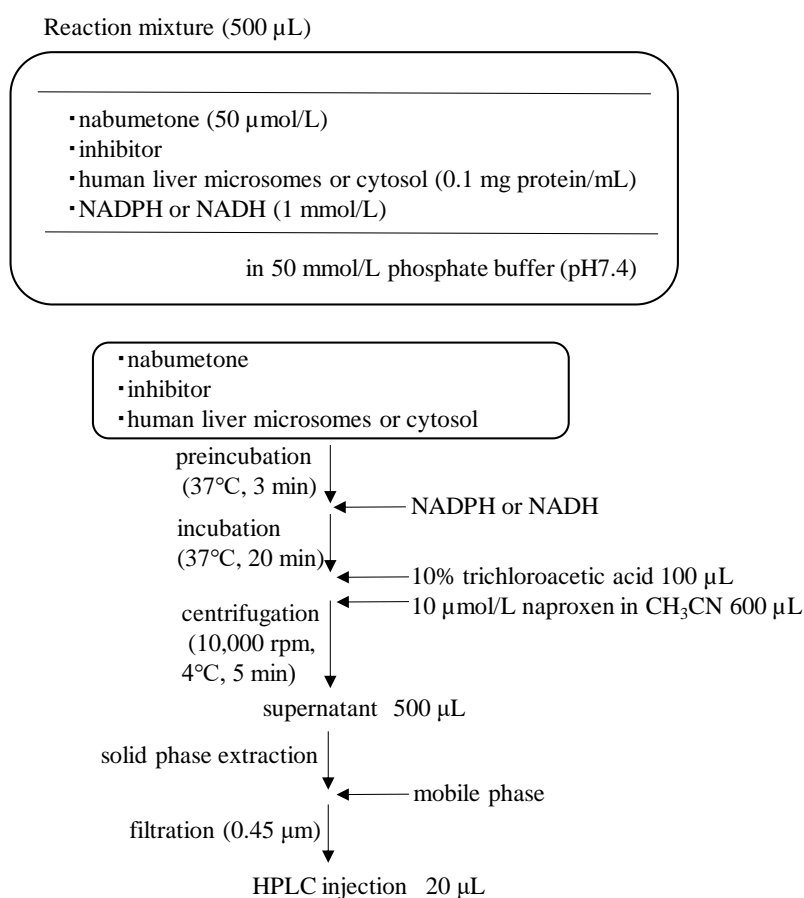 Reaction mixture (500 μL)
・nabumetone (50 μmol/L)
・inhibitor
・human liver microsomes or cytosol (0.1 mg protein/mL)
・NADPH or NADH (1 mmol/L)
in 50 mmol/L phosphate buffer (pH7.4)
・nabumetone
・inhibitor
・human liver microsomes or cytosol
preincubation
(37℃, 3 min)
NADPH or NADH
incubation
(37℃, 20 min)
10% trichloroacetic acid 100 μL
10 μmol/L naproxen in CH₃CN 600 μL
centrifugation
(10,000 rpm,
4℃, 5 min)
supernatant 500 μL
solid phase extraction
mobile phase
filtration (0.45 μm)
HPLC injection 20 μL